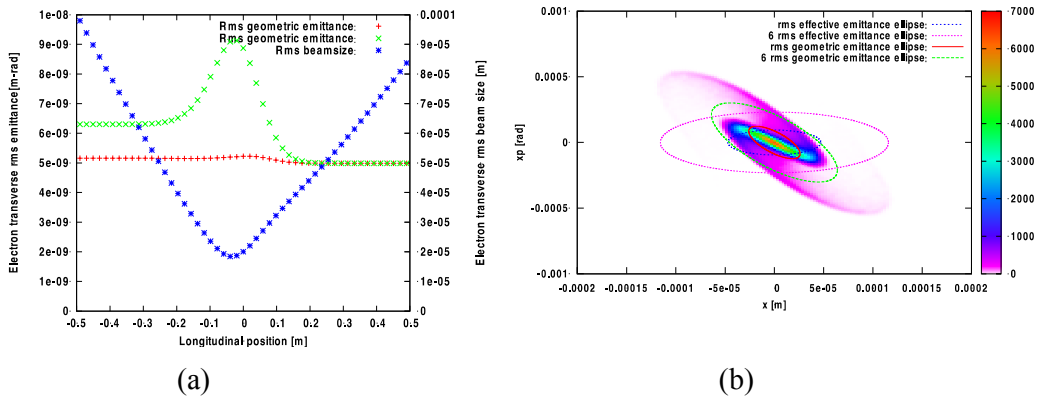 Rms geometric emittance:
Rms geometric emittance:
Rms beamsize:
Electron transverse rms emittance[m-rad]
1e-08
9e-09
8e-09
7e-09
6e-09
5e-09
4e-09
3e-09
2e-09
1e-09
0
-0.5 -0.4 -0.3 -0.2 -0.1 0 0.1 0.2 0.3 0.4 0.5
Longitudinal position [m]
0.0001
9e-05
8e-05
7e-05
6e-05
5e-05
4e-05
3e-05
2e-05
1e-05
0
Electron transverse rms beam size [m]
(a)
rms effective emittance ellipse:
6 rms effective emittance ellipse:
rms geometric emittance ellipse:
6 rms geometric emittance ellipse:
xp [rad]
0.001
0.0005
0
-0.0005
-0.001
-0.0002 -0.00015 -0.0001 -5e-05 0 5e-05 0.0001 0.00015 0.0002
x [m]
7000
6000
5000
4000
3000
2000
1000
0
(b)